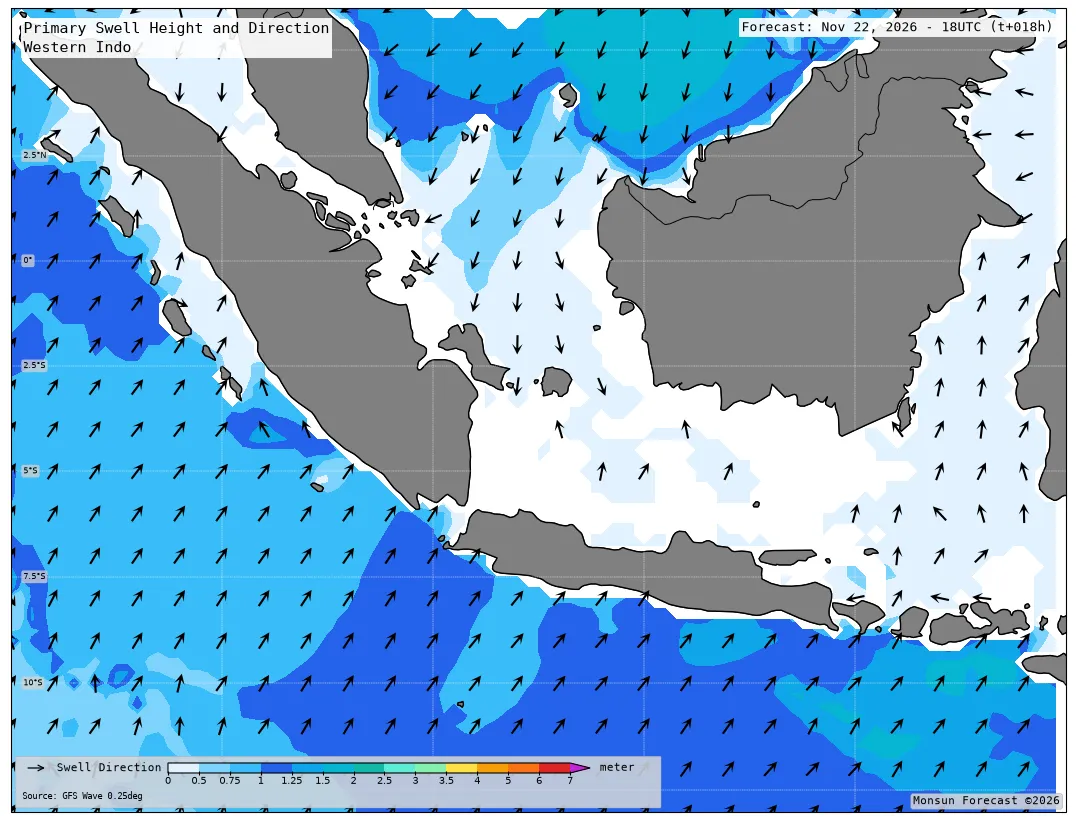 Primary Swell Height and Direction
Western Indo
Forecast: Nov 22, 2026 - 18UTC (t+018h)
2.5°N
0°
2.5°S
5°S
7.5°S
10°S
Swell Direction
0 0.5 0.75 1 1.25 1.5 2 2.5 3 3.5 4 5 6 7
meter
Source: GFS Wave 0.25deg
Monsun Forecast ©2026